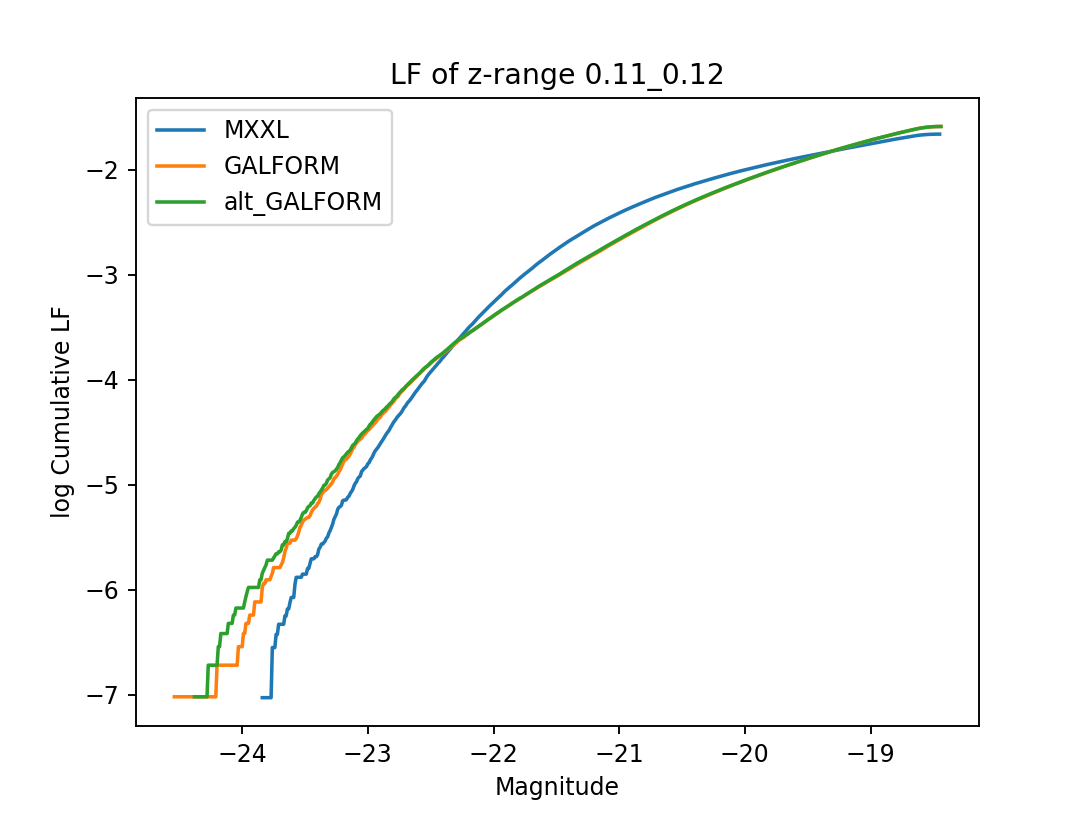 LF of z-range 0.11_0.12
MXXL
GALFORM
alt_GALFORM
log Cumulative LF
−2
−3
−4
−5
−6
−7
−24
−23
−22
−21
−20
−19
Magnitude